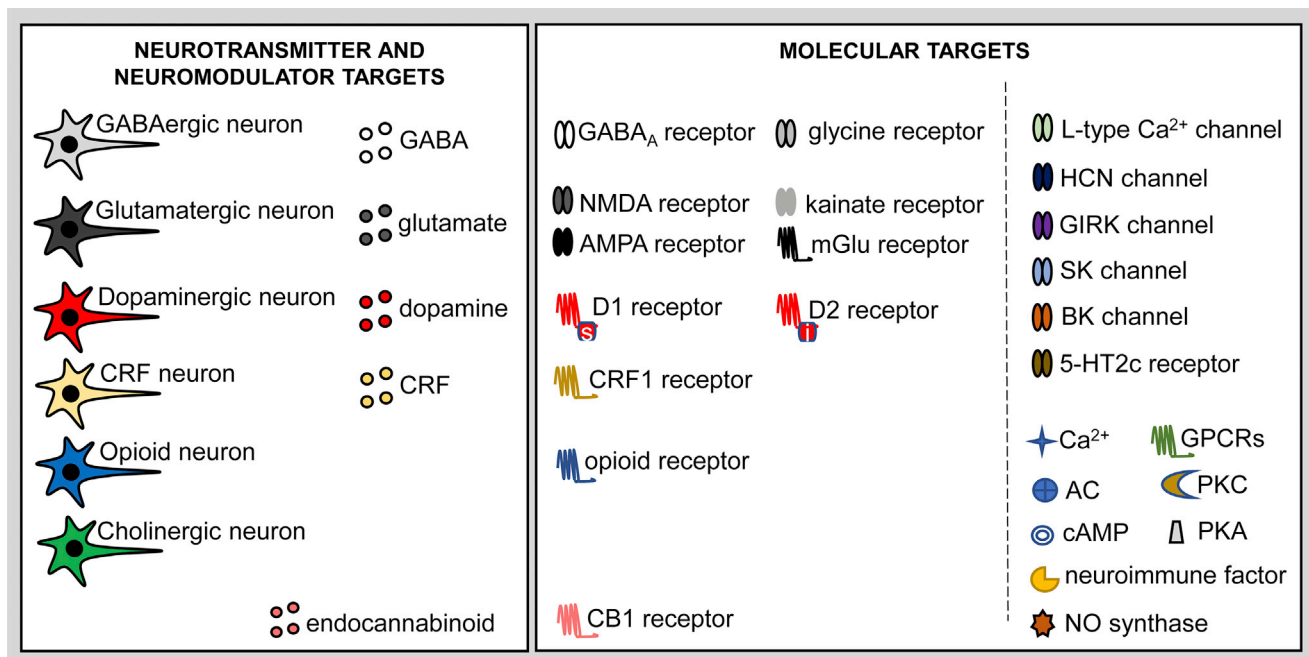 NEUROTRANSMITTER AND
NEUROMODULATOR TARGETS
GABAergic neuron
GABA
Glutamatergic neuron
glutamate
Dopaminergic neuron
dopamine
CRF neuron
CRF
Opioid neuron
Cholinergic neuron
endocannabinoid
MOLECULAR TARGETS
GABA_A receptor
glycine receptor
NMDA receptor
kainate receptor
AMPA receptor
mGlu receptor
D1 receptor
s
D2 receptor
i
CRF1 receptor
opioid receptor
CB1 receptor
L-type Ca²⁺ channel
HCN channel
GIRK channel
SK channel
BK channel
5-HT2c receptor
Ca²⁺
GPCRs
AC
PKC
cAMP
PKA
neuroimmune factor
NO synthase